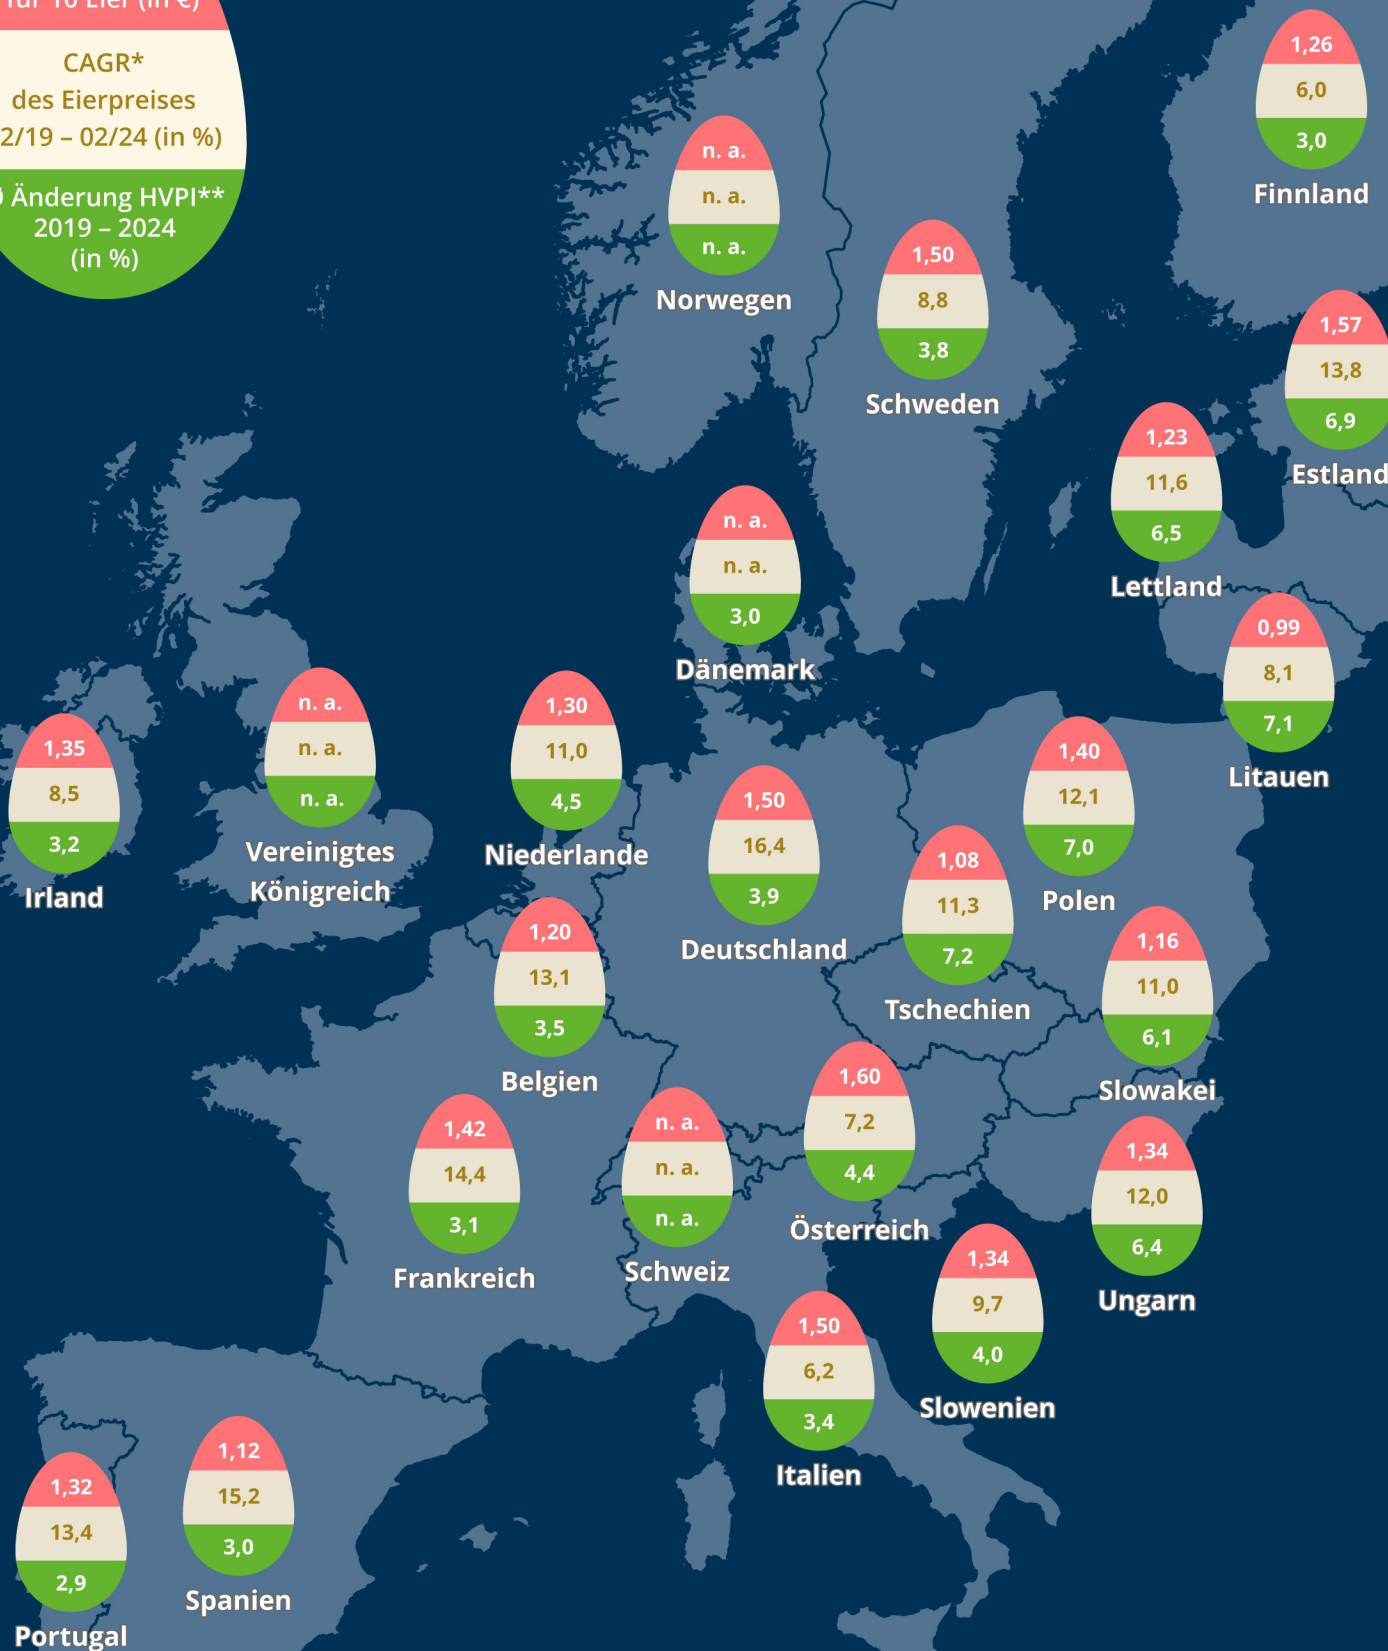 für 10 Eier (in €)
CAGR*
des Eierpreises
2/19 – 02/24 (in %)
Änderung HVPI**
2019 – 2024
(in %)
1,26
6,0
3,0
Finnland
n. a.
n. a.
n. a.
Norwegen
1,50
8,8
3,8
Schweden
1,57
13,8
6,9
Estland
1,23
11,6
6,5
Lettland
n. a.
n. a.
3,0
Dänemark
0,99
8,1
7,1
Litauen
1,35
8,5
3,2
Irland
n. a.
n. a.
n. a.
Vereinigtes
Königreich
1,30
11,0
4,5
Niederlande
1,50
16,4
3,9
Deutschland
1,40
12,1
7,0
Polen
1,08
11,3
7,2
Tschechien
1,20
13,1
3,5
Belgien
1,16
11,0
6,1
Slowakei
1,42
14,4
3,1
Frankreich
n. a.
n. a.
n. a.
Schweiz
1,60
7,2
4,4
Österreich
1,34
12,0
6,4
Ungarn
1,34
9,7
4,0
Slowenien
1,50
6,2
3,4
Italien
1,32
13,4
2,9
Portugal
1,12
15,2
3,0
Spanien